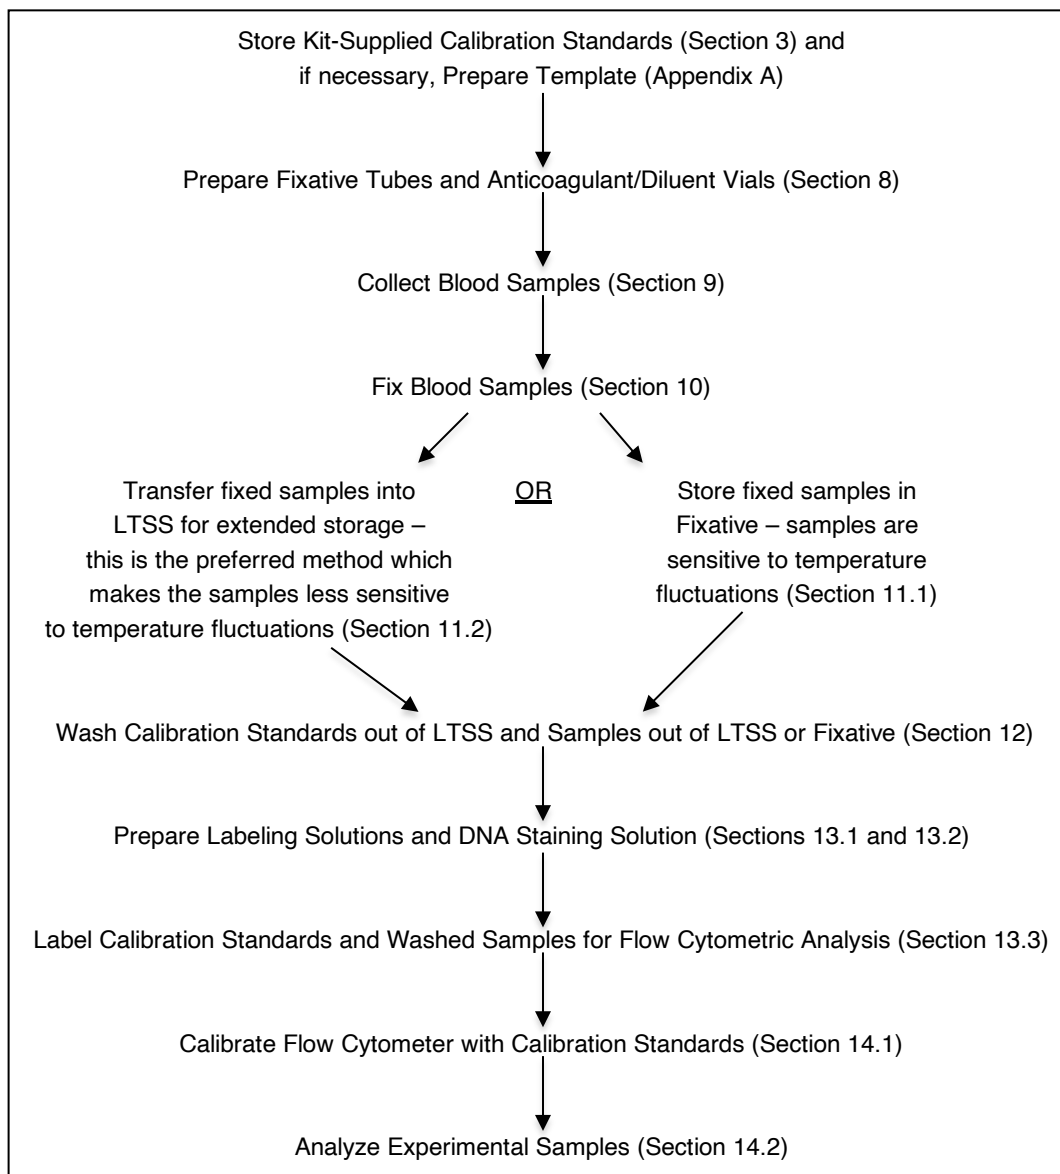 Store Kit-Supplied Calibration Standards (Section 3) and
if necessary, Prepare Template (Appendix A)
Prepare Fixative Tubes and Anticoagulant/Diluent Vials (Section 8)
Collect Blood Samples (Section 9)
Fix Blood Samples (Section 10)
Transfer fixed samples into
LTSS for extended storage –
this is the preferred method which
makes the samples less sensitive
to temperature fluctuations (Section 11.2)
OR
Store fixed samples in
Fixative – samples are
sensitive to temperature
fluctuations (Section 11.1)
Wash Calibration Standards out of LTSS and Samples out of LTSS or Fixative (Section 12)
Prepare Labeling Solutions and DNA Staining Solution (Sections 13.1 and 13.2)
Label Calibration Standards and Washed Samples for Flow Cytometric Analysis (Section 13.3)
Calibrate Flow Cytometer with Calibration Standards (Section 14.1)
Analyze Experimental Samples (Section 14.2)